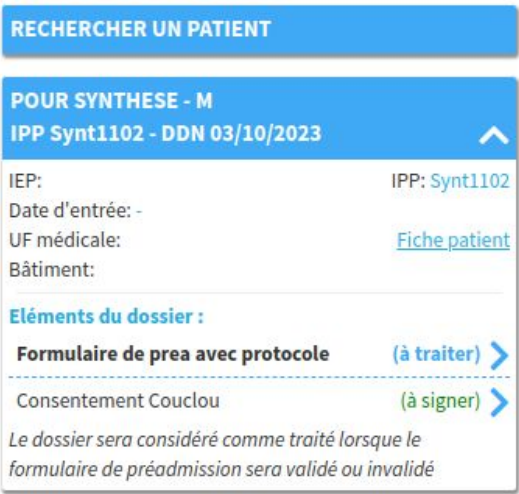 RECHERCHER UN PATIENT
POUR SYNTHESE - M
IPP Synt1102 - DDN 03/10/2023
IEP: IPP: Synt1102
Date d'entrée: -
UF médicale: Fiche patient
Bâtiment:
Eléments du dossier :
Formulaire de prea avec protocole (à traiter)
Consentement Couclou (à signer)
Le dossier sera considéré comme traité lorsque le
formulaire de préadmission sera validé ou invalidé